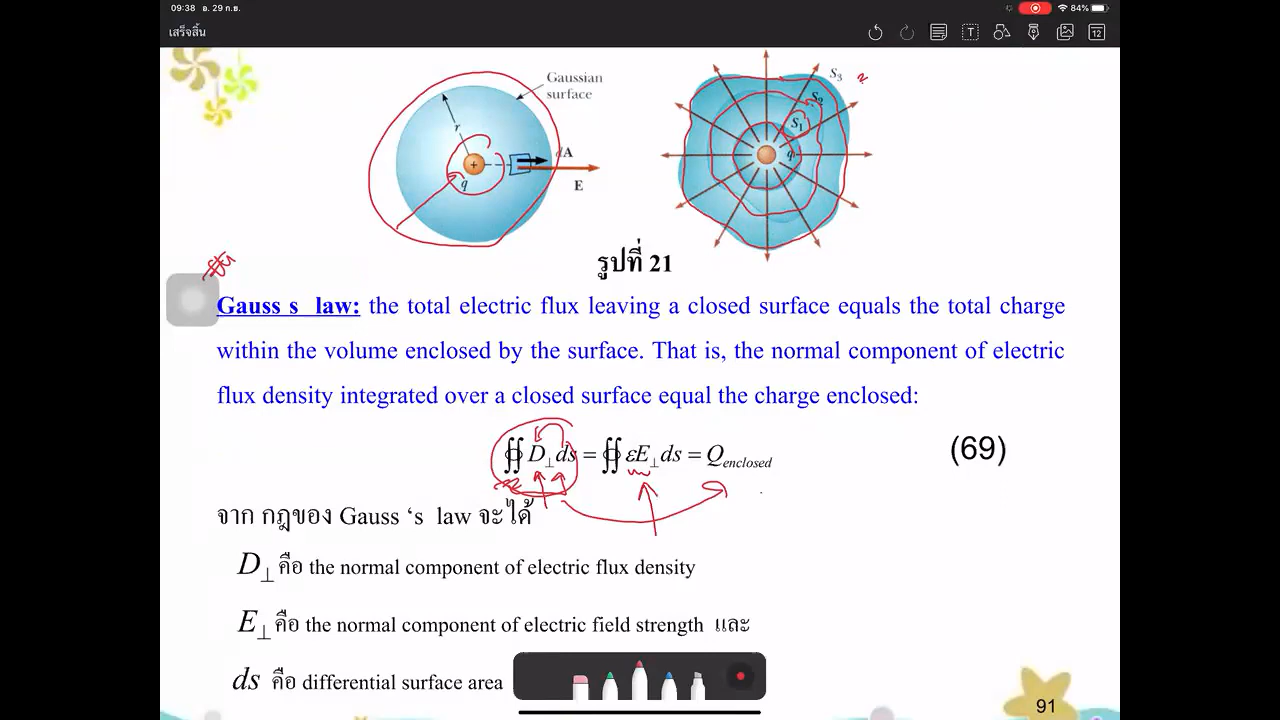 09:38 อ. 29 ก.ย.
84%
เสร็จสิ้น
T
12
Gaussian
surface
r
dA
+
q
E
S3
S2
S1
q
รูปที่ 21
Gauss s law: the total electric flux leaving a closed surface equals the total charge
within the volume enclosed by the surface. That is, the normal component of electric
flux density integrated over a closed surface equal the charge enclosed:
∯ D⊥ds = ∯ εE⊥ds = Qenclosed (69)
จาก กฎของ Gauss ‘s law จะได้
D⊥ คือ the normal component of electric flux density
E⊥ คือ the normal component of electric field strength และ
ds คือ differential surface area
91